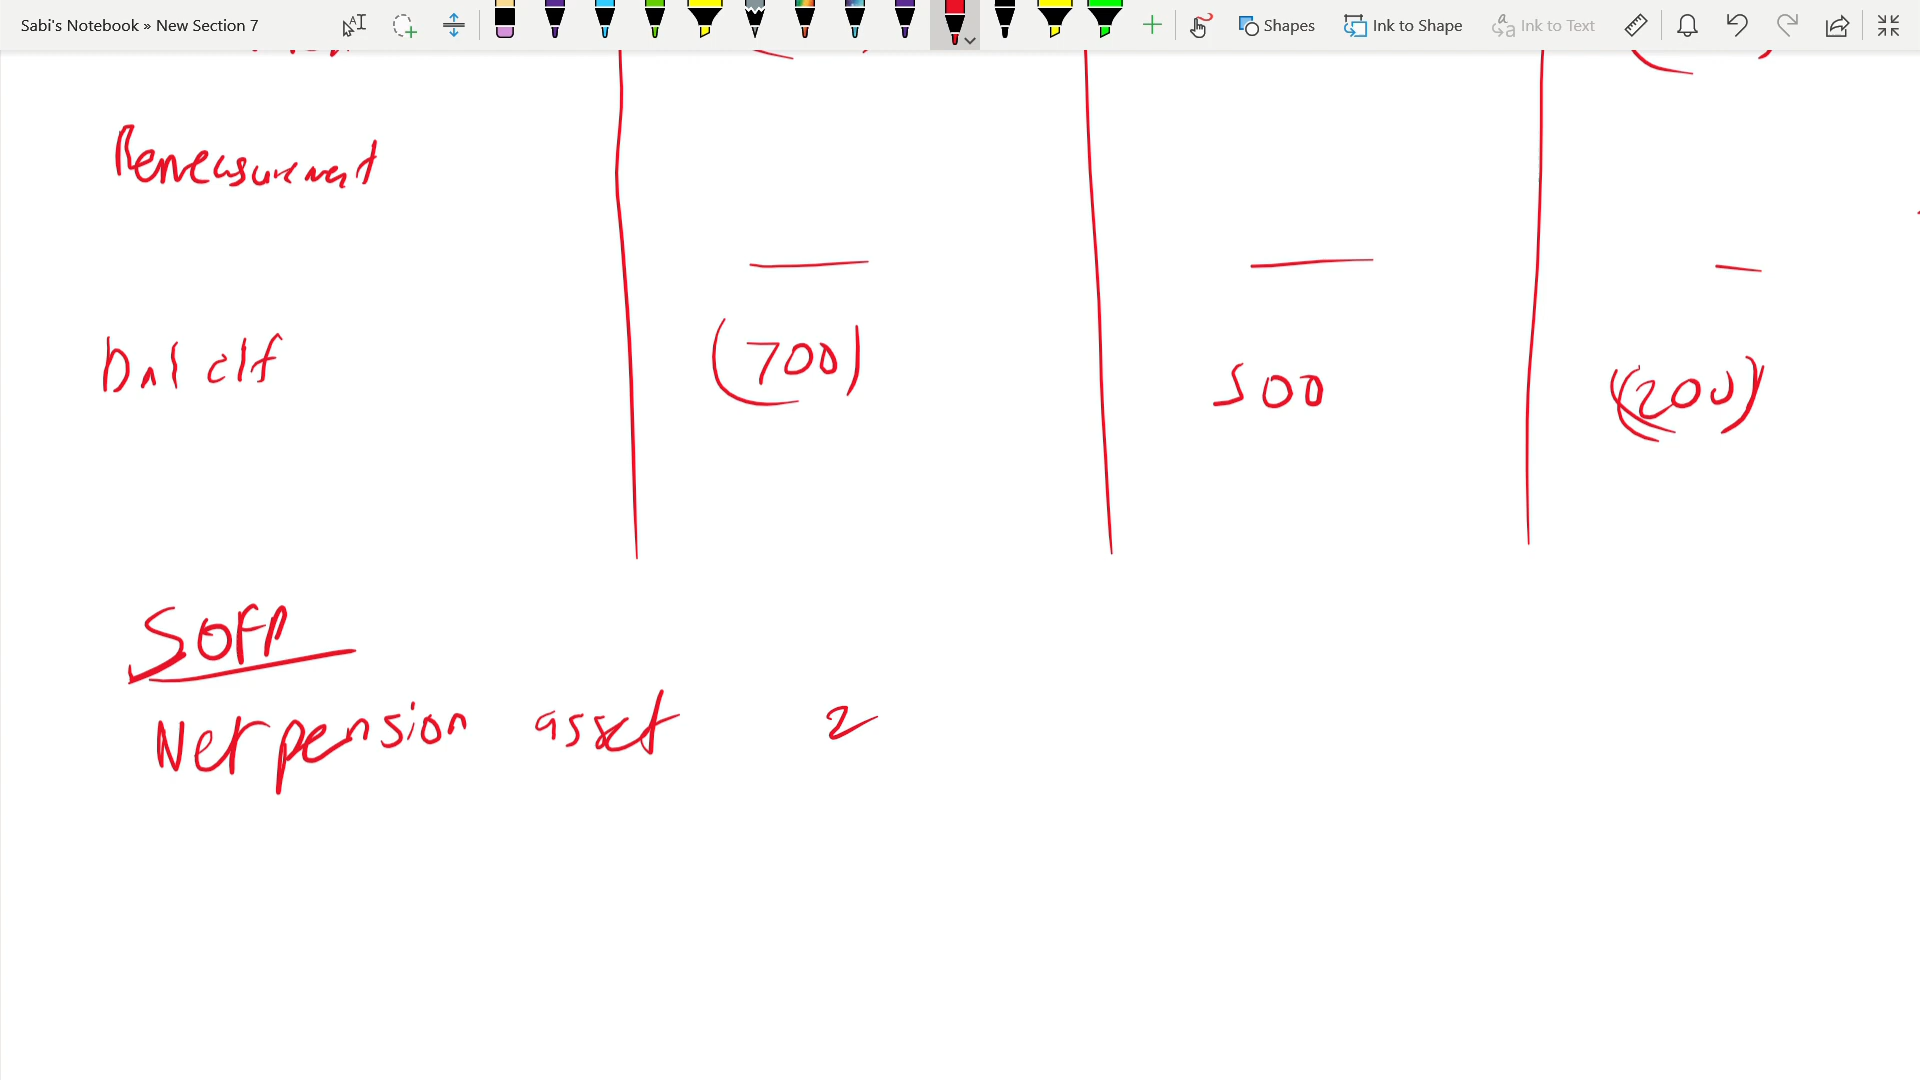 Sabi's Notebook » New Section 7 Shapes Ink to Shape Ink to Text
Remeasurement
Bal c/f (700) 500 (200)
SOFP
Net pension asset 2